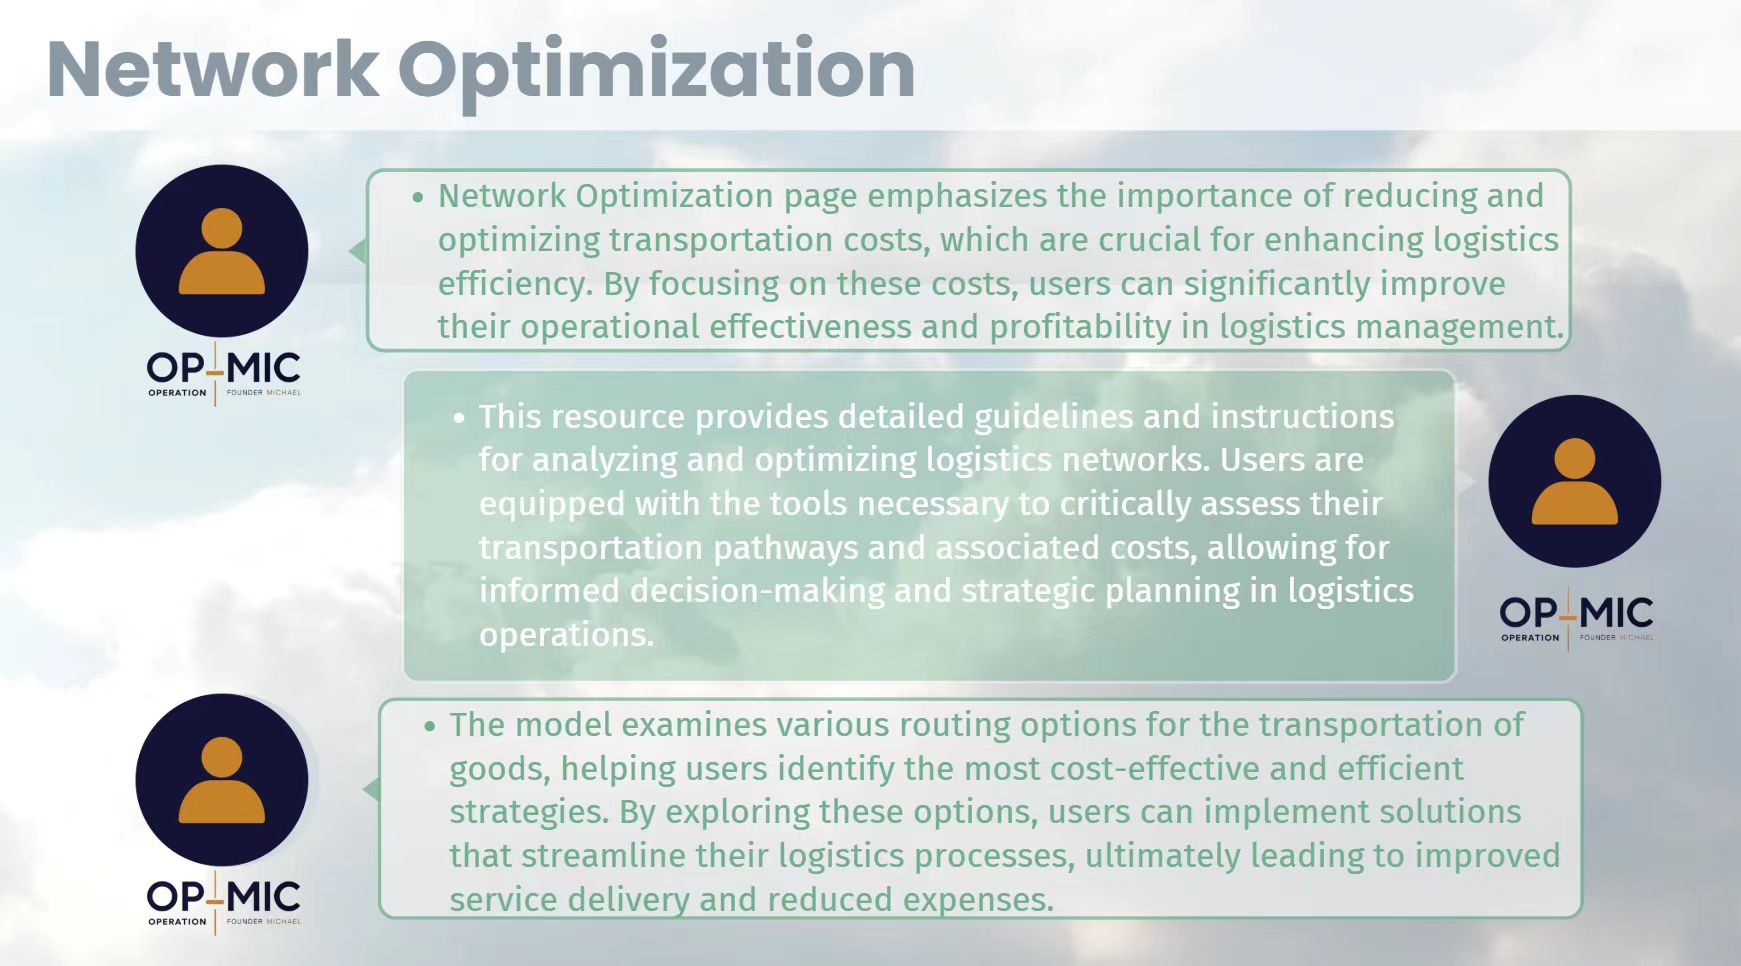 Network Optimization
• Network Optimization page emphasizes the importance of reducing and
optimizing transportation costs, which are crucial for enhancing logistics
efficiency. By focusing on these costs, users can significantly improve
their operational effectiveness and profitability in logistics management.
OP MIC
OPERATION FOUNDER MICHAEL
• This resource provides detailed guidelines and instructions
for analyzing and optimizing logistics networks. Users are
equipped with the tools necessary to critically assess their
transportation pathways and associated costs, allowing for
informed decision-making and strategic planning in logistics
operations.
OP MIC
OPERATION FOUNDER MICHAEL
• The model examines various routing options for the transportation of
goods, helping users identify the most cost-effective and efficient
strategies. By exploring these options, users can implement solutions
that streamline their logistics processes, ultimately leading to improved
service delivery and reduced expenses.
OP MIC
OPERATION FOUNDER MICHAEL